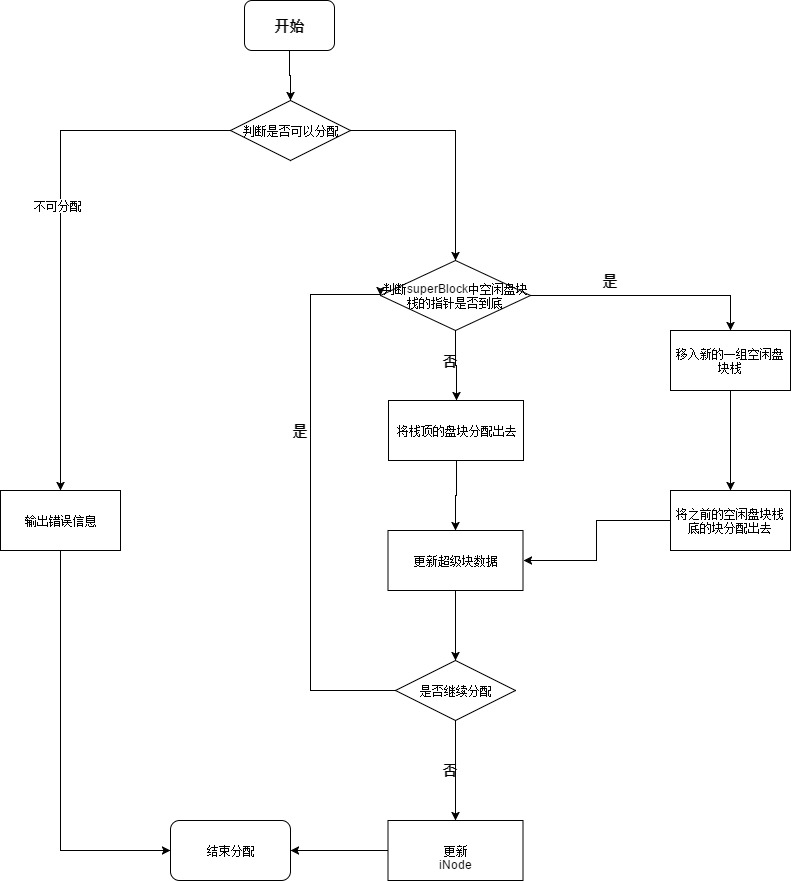 开始
判断是否可以分配
不可分配
判断superBlock中空闲盘块
栈的指针是否到底
是
移入新的一组空闲盘
块栈
否
将栈顶的盘块分配出去
是
输出错误信息
将之前的空闲盘块栈
底的块分配出去
更新超级块数据
是否继续分配
否
结束分配
更新
iNode